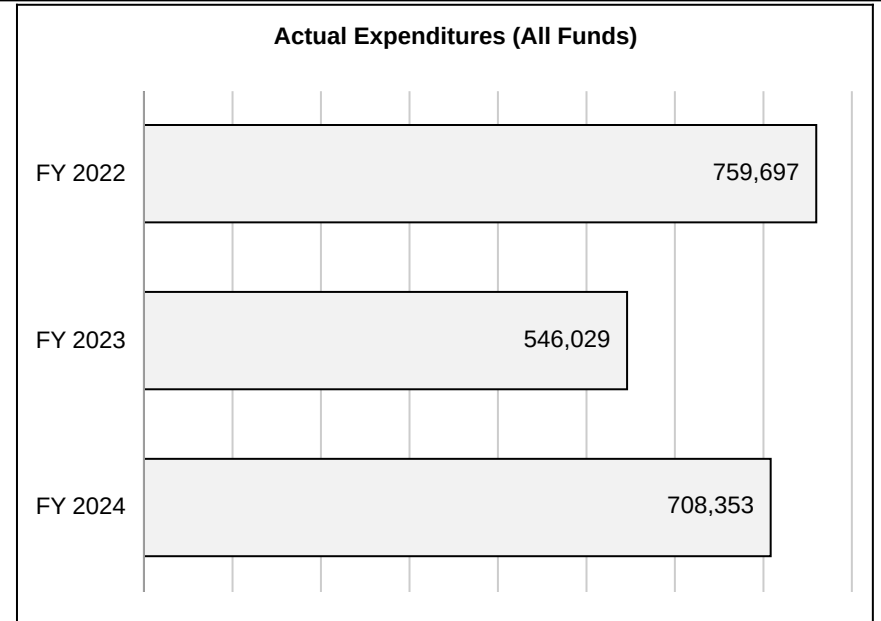 Actual Expenditures (All Funds)
FY 2022
759,697
FY 2023
546,029
FY 2024
708,353